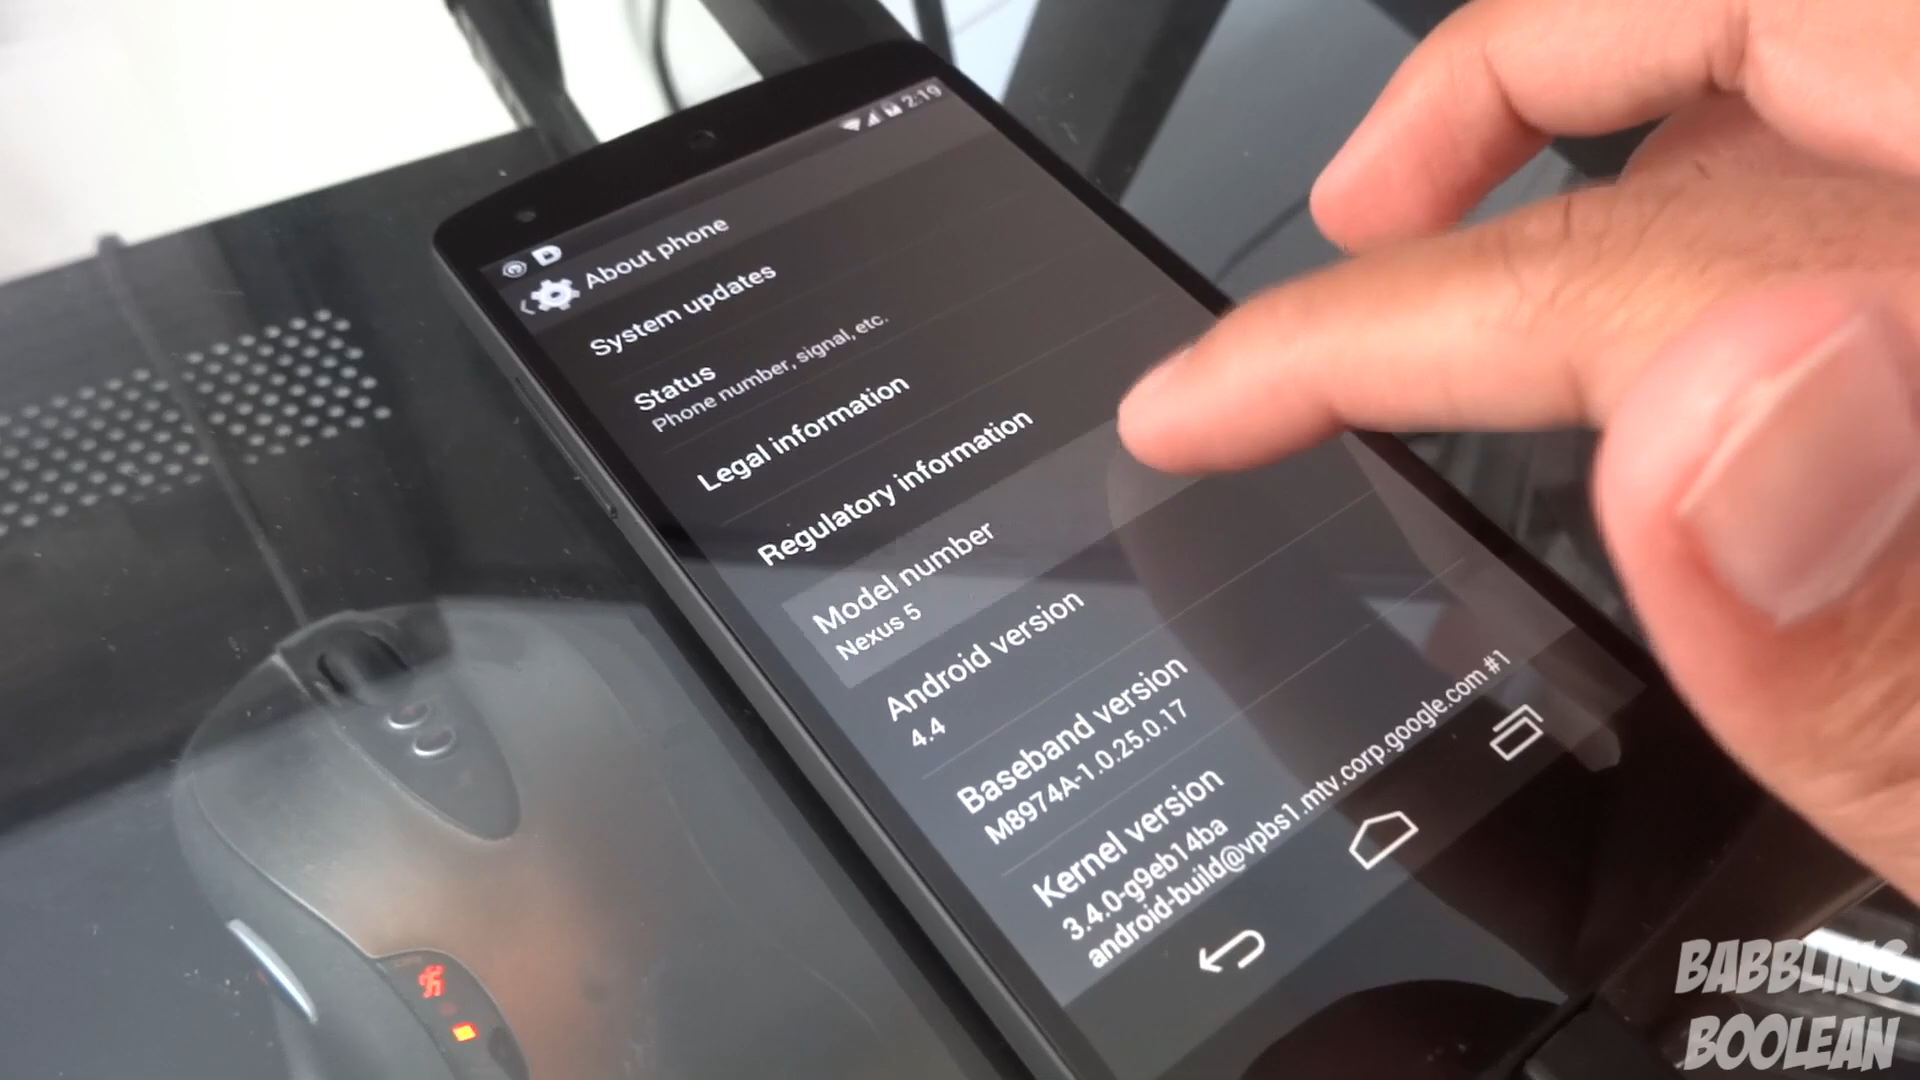 2:19
About phone
System updates
Status
Phone number, signal, etc.
Legal information
Regulatory information
Model number
Nexus 5
Android version
4.4
Baseband version
M8974A-1.0.25.0.17
Kernel version
3.4.0-g9eb14ba
android-build@vpbs1.mtv.corp.google.com #1
BABBLING
BOOLEAN